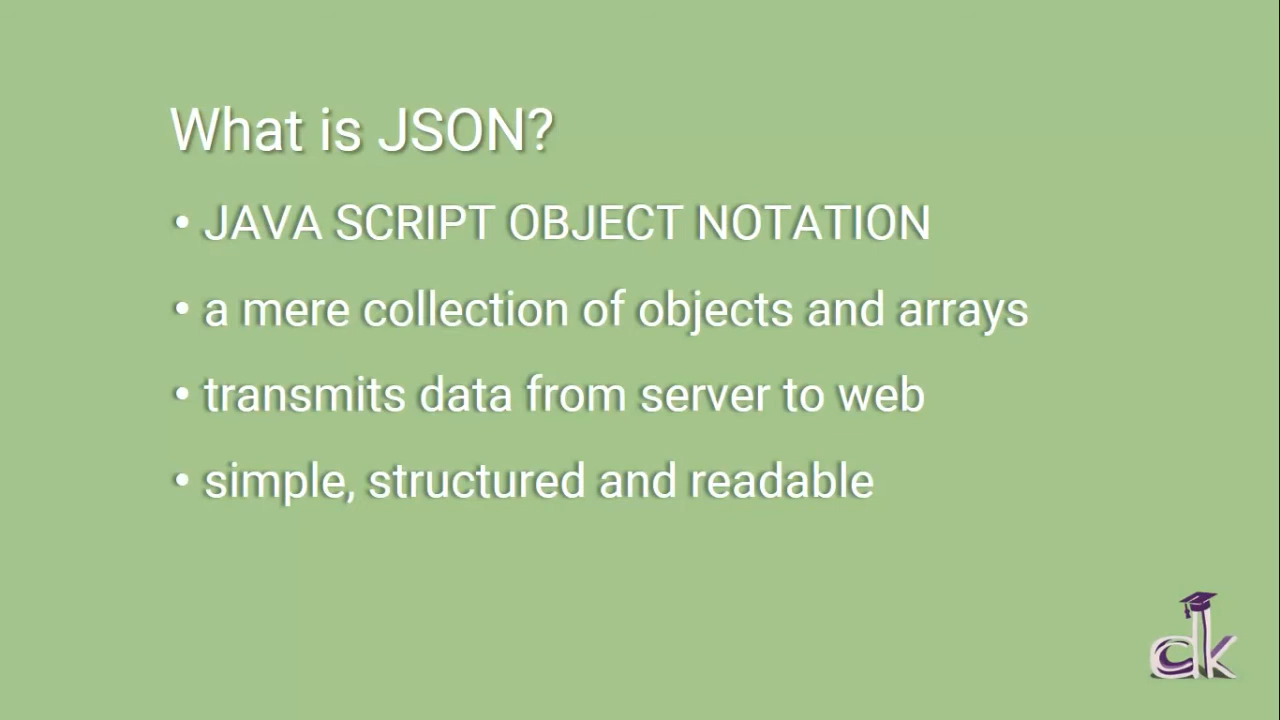 What is JSON?
• JAVA SCRIPT OBJECT NOTATION
• a mere collection of objects and arrays
• transmits data from server to web
• simple, structured and readable
dk